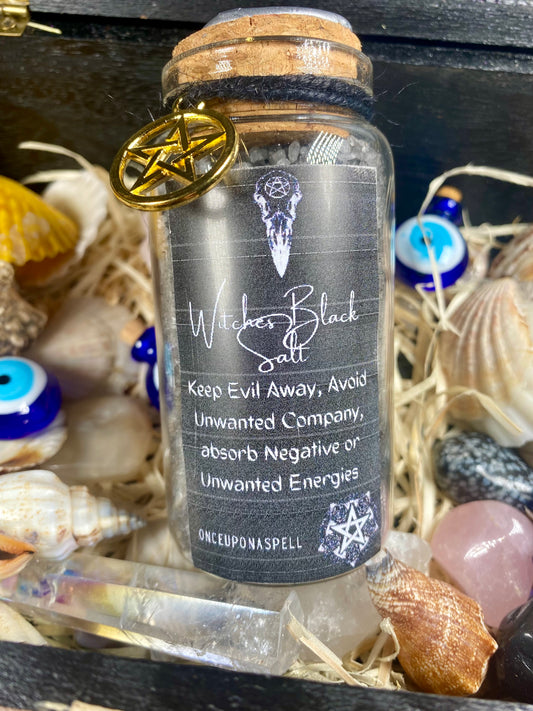 Witches Black
Salt
Keep Evil Away, Avoid
Unwanted Company,
absorb Negative or
Unwanted Energies
ONCEUPONASPELL